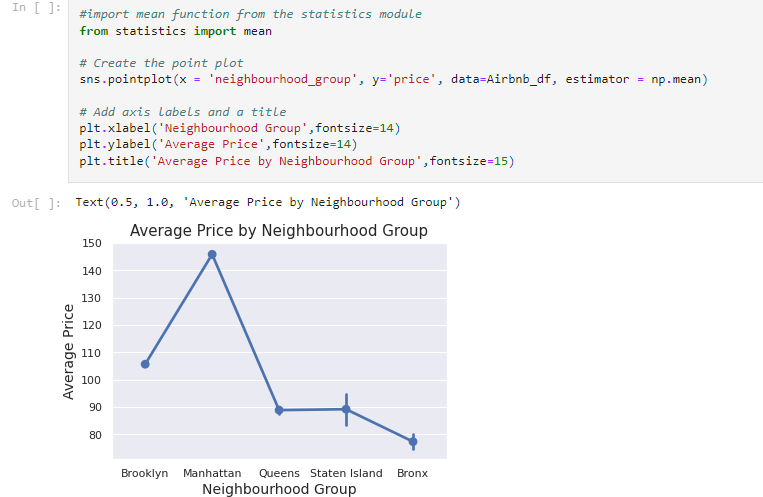 In [ ]:
#import mean function from the statistics module
from statistics import mean
# Create the point plot
sns.pointplot(x = 'neighbourhood_group', y='price', data=Airbnb_df, estimator = np.mean)
# Add axis labels and a title
plt.xlabel('Neighbourhood Group',fontsize=14)
plt.ylabel('Average Price',fontsize=14)
plt.title('Average Price by Neighbourhood Group',fontsize=15)
Out[ ]: Text(0.5, 1.0, 'Average Price by Neighbourhood Group')
Average Price by Neighbourhood Group
Average Price
150
140
130
120
110
100
90
80
Brooklyn Manhattan Queens Staten Island Bronx
Neighbourhood Group